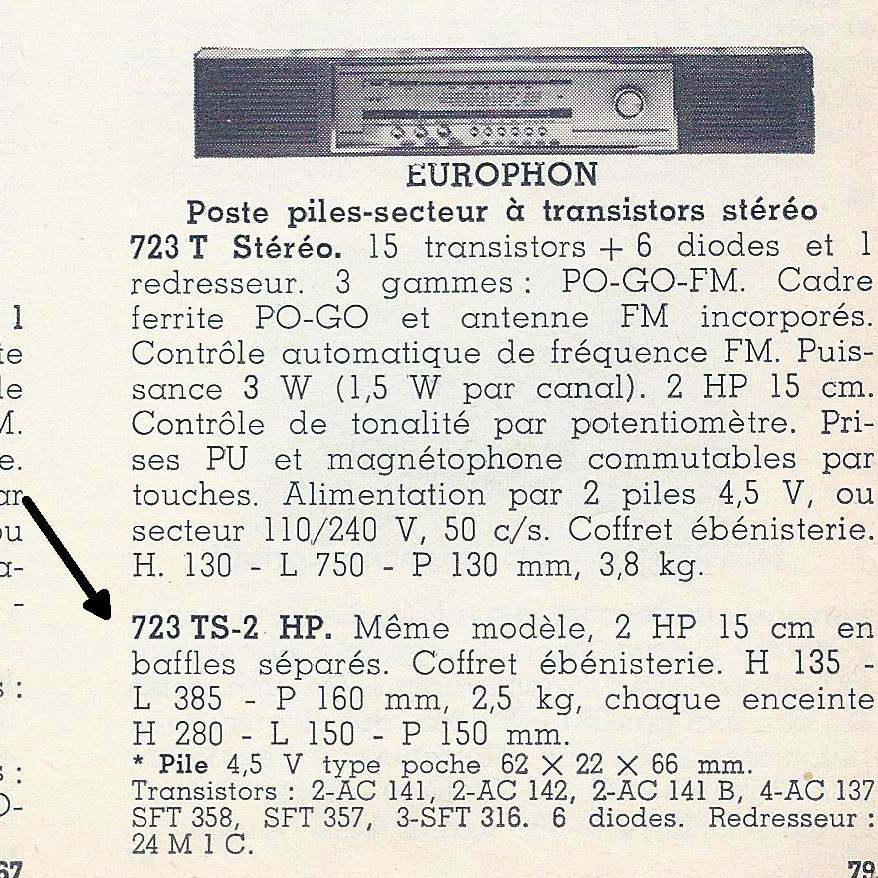 EUROPHON
Poste piles-secteur à transistors stéréo
723 T Stéréo. 15 transistors + 6 diodes et 1
redresseur. 3 gammes : PO-GO-FM. Cadre
ferrite PO-GO et antenne FM incorporés.
Contrôle automatique de fréquence FM. Puis-
sance 3 W (1,5 W par canal). 2 HP 15 cm.
Contrôle de tonalité par potentiomètre. Pri-
ses PU et magnétophone commutables par
touches. Alimentation par 2 piles 4,5 V, ou
secteur 110/240 V, 50 c/s. Coffret ébénisterie.
H. 130 - L 750 - P 130 mm, 3,8 kg.
723 TS-2 HP. Même modèle, 2 HP 15 cm en
baffles séparés. Coffret ébénisterie. H 135 -
L 385 - P 160 mm, 2,5 kg, chaque enceinte
H 280 - L 150 - P 150 mm.
* Pile 4,5 V type poche 62 X 22 X 66 mm.
Transistors : 2-AC 141, 2-AC 142, 2-AC 141 B, 4-AC 137
SFT 358, SFT 357, 3-SFT 316. 6 diodes. Redresseur :
24 M 1 C.
79